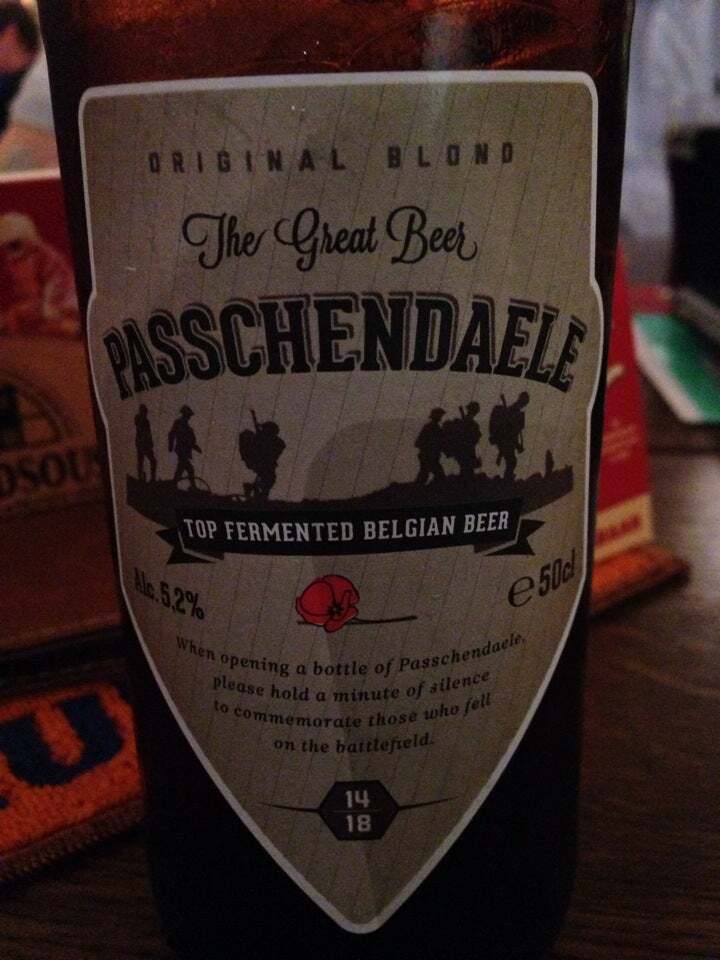 ORIGINAL BLOND
The Great Beer
PASSCHENDAELE
TOP FERMENTED BELGIAN BEER
Alc. 5,2%
e 50cl
When opening a bottle of Passchendaele,
please hold a minute of silence
to commemorate those who fell
on the battlefield.
14
18